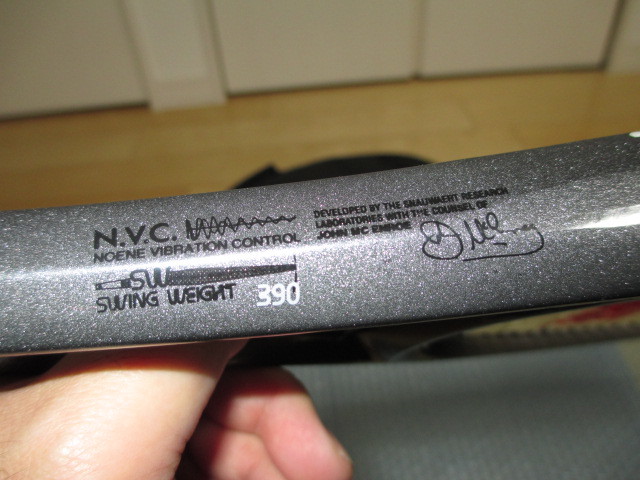 N.V.C.
NOENE VIBRATION CONTROL
SW
SWING WEIGHT 390
DEVELOPED BY THE SNAUWAERT RESEARCH
LABORATORIES WITH THE COUNSEL OF
JOHN MC ENROE